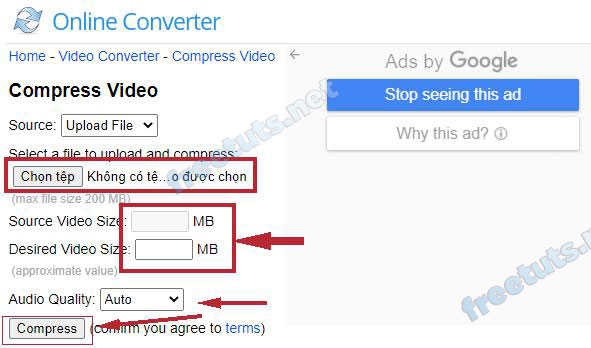 Online Converter
Home - Video Converter - Compress Video
Compress Video
Source: Upload File
Select a file to upload and compress:
Chọn tệp Không có tệ...o được chọn
(max file size 200 MB)
Source Video Size: MB
Desired Video Size: MB
(approximate value)
Audio Quality: Auto
Compress (confirm you agree to terms)
Ads by Google
Stop seeing this ad
Why this ad?
freetuts.net
freetuts.net